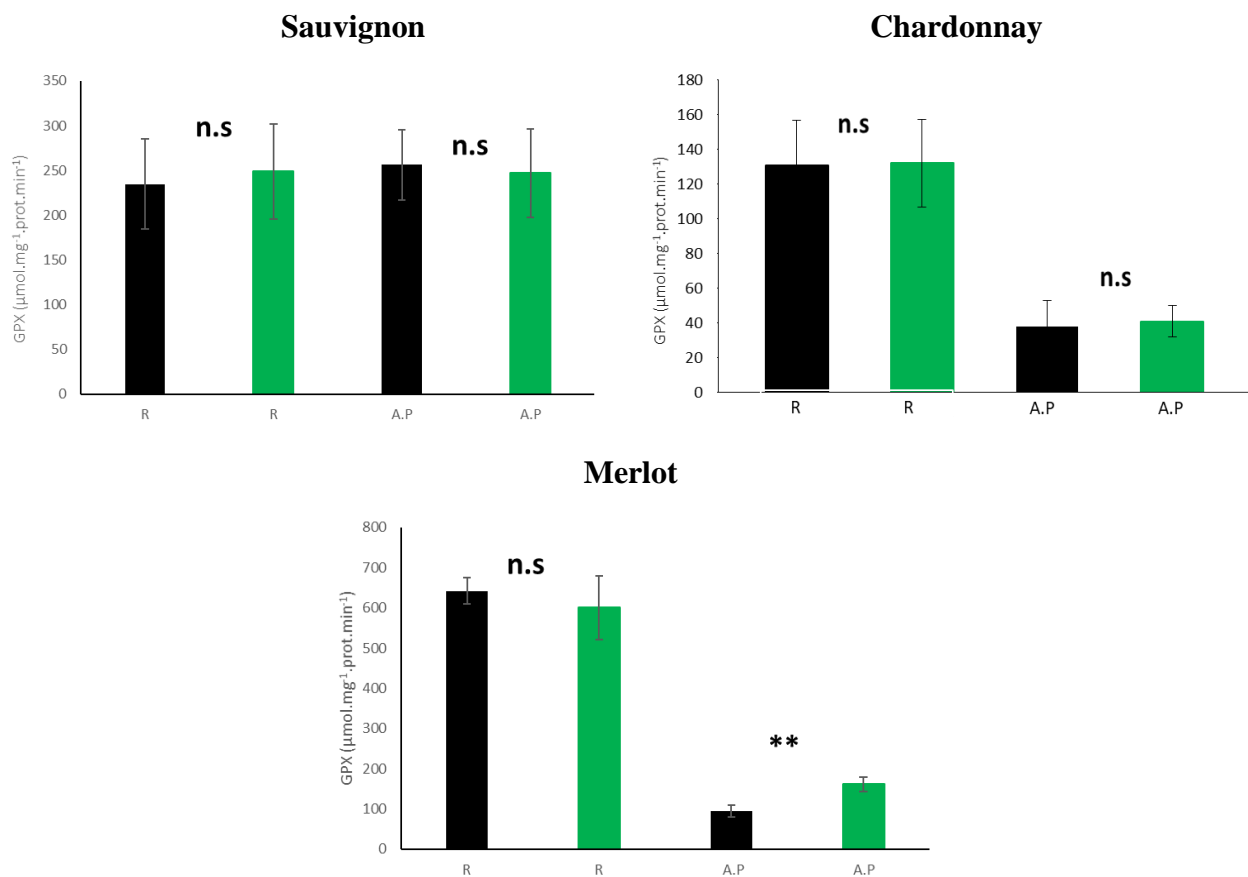 Sauvignon
GPX (µmol.mg⁻¹.prot.min⁻¹)
350
300
250
200
150
100
50
0
n.s
n.s
R
R
A.P
A.P
Chardonnay
GPX (µmol.mg⁻¹.prot.min⁻¹)
180
160
140
120
100
80
60
40
20
0
n.s
n.s
R
R
A.P
A.P
Merlot
GPX (µmol.mg⁻¹.prot.min⁻¹)
800
700
600
500
400
300
200
100
0
n.s
**
R
R
A.P
A.P